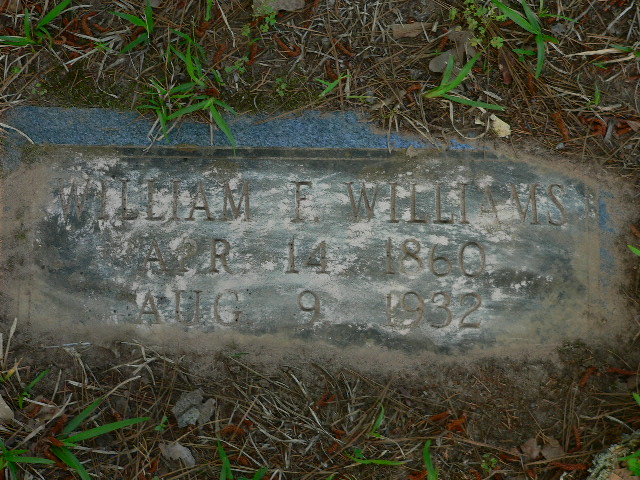 WILLIAM F. WILLIAMS
APR 14 1860
AUG 9 1932